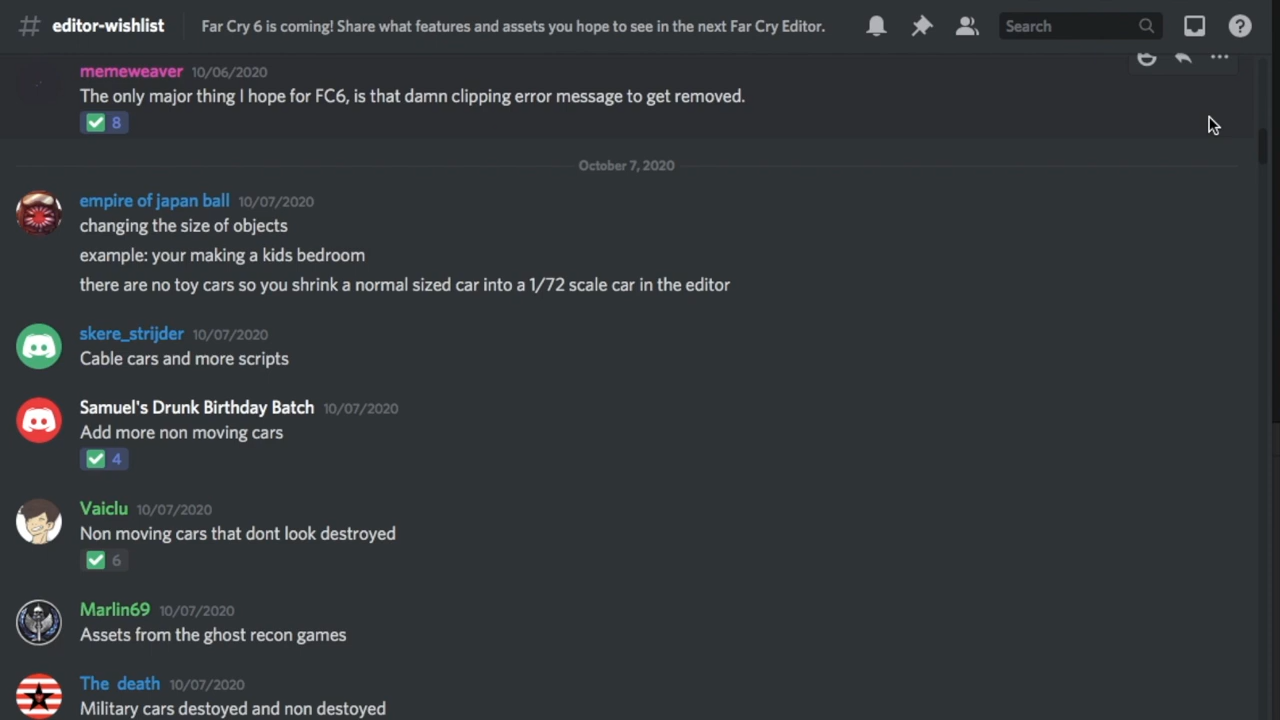 # editor-wishlist
Far Cry 6 is coming! Share what features and assets you hope to see in the next Far Cry Editor.
Search
memeweaver 10/06/2020
The only major thing I hope for FC6, is that damn clipping error message to get removed.
8
October 7, 2020
empire of japan ball 10/07/2020
changing the size of objects
example: your making a kids bedroom
there are no toy cars so you shrink a normal sized car into a 1/72 scale car in the editor
skere_strijder 10/07/2020
Cable cars and more scripts
Samuel's Drunk Birthday Batch 10/07/2020
Add more non moving cars
4
Vaiclu 10/07/2020
Non moving cars that dont look destroyed
6
Marlin69 10/07/2020
Assets from the ghost recon games
The death 10/07/2020
Military cars destoyed and non destoyed